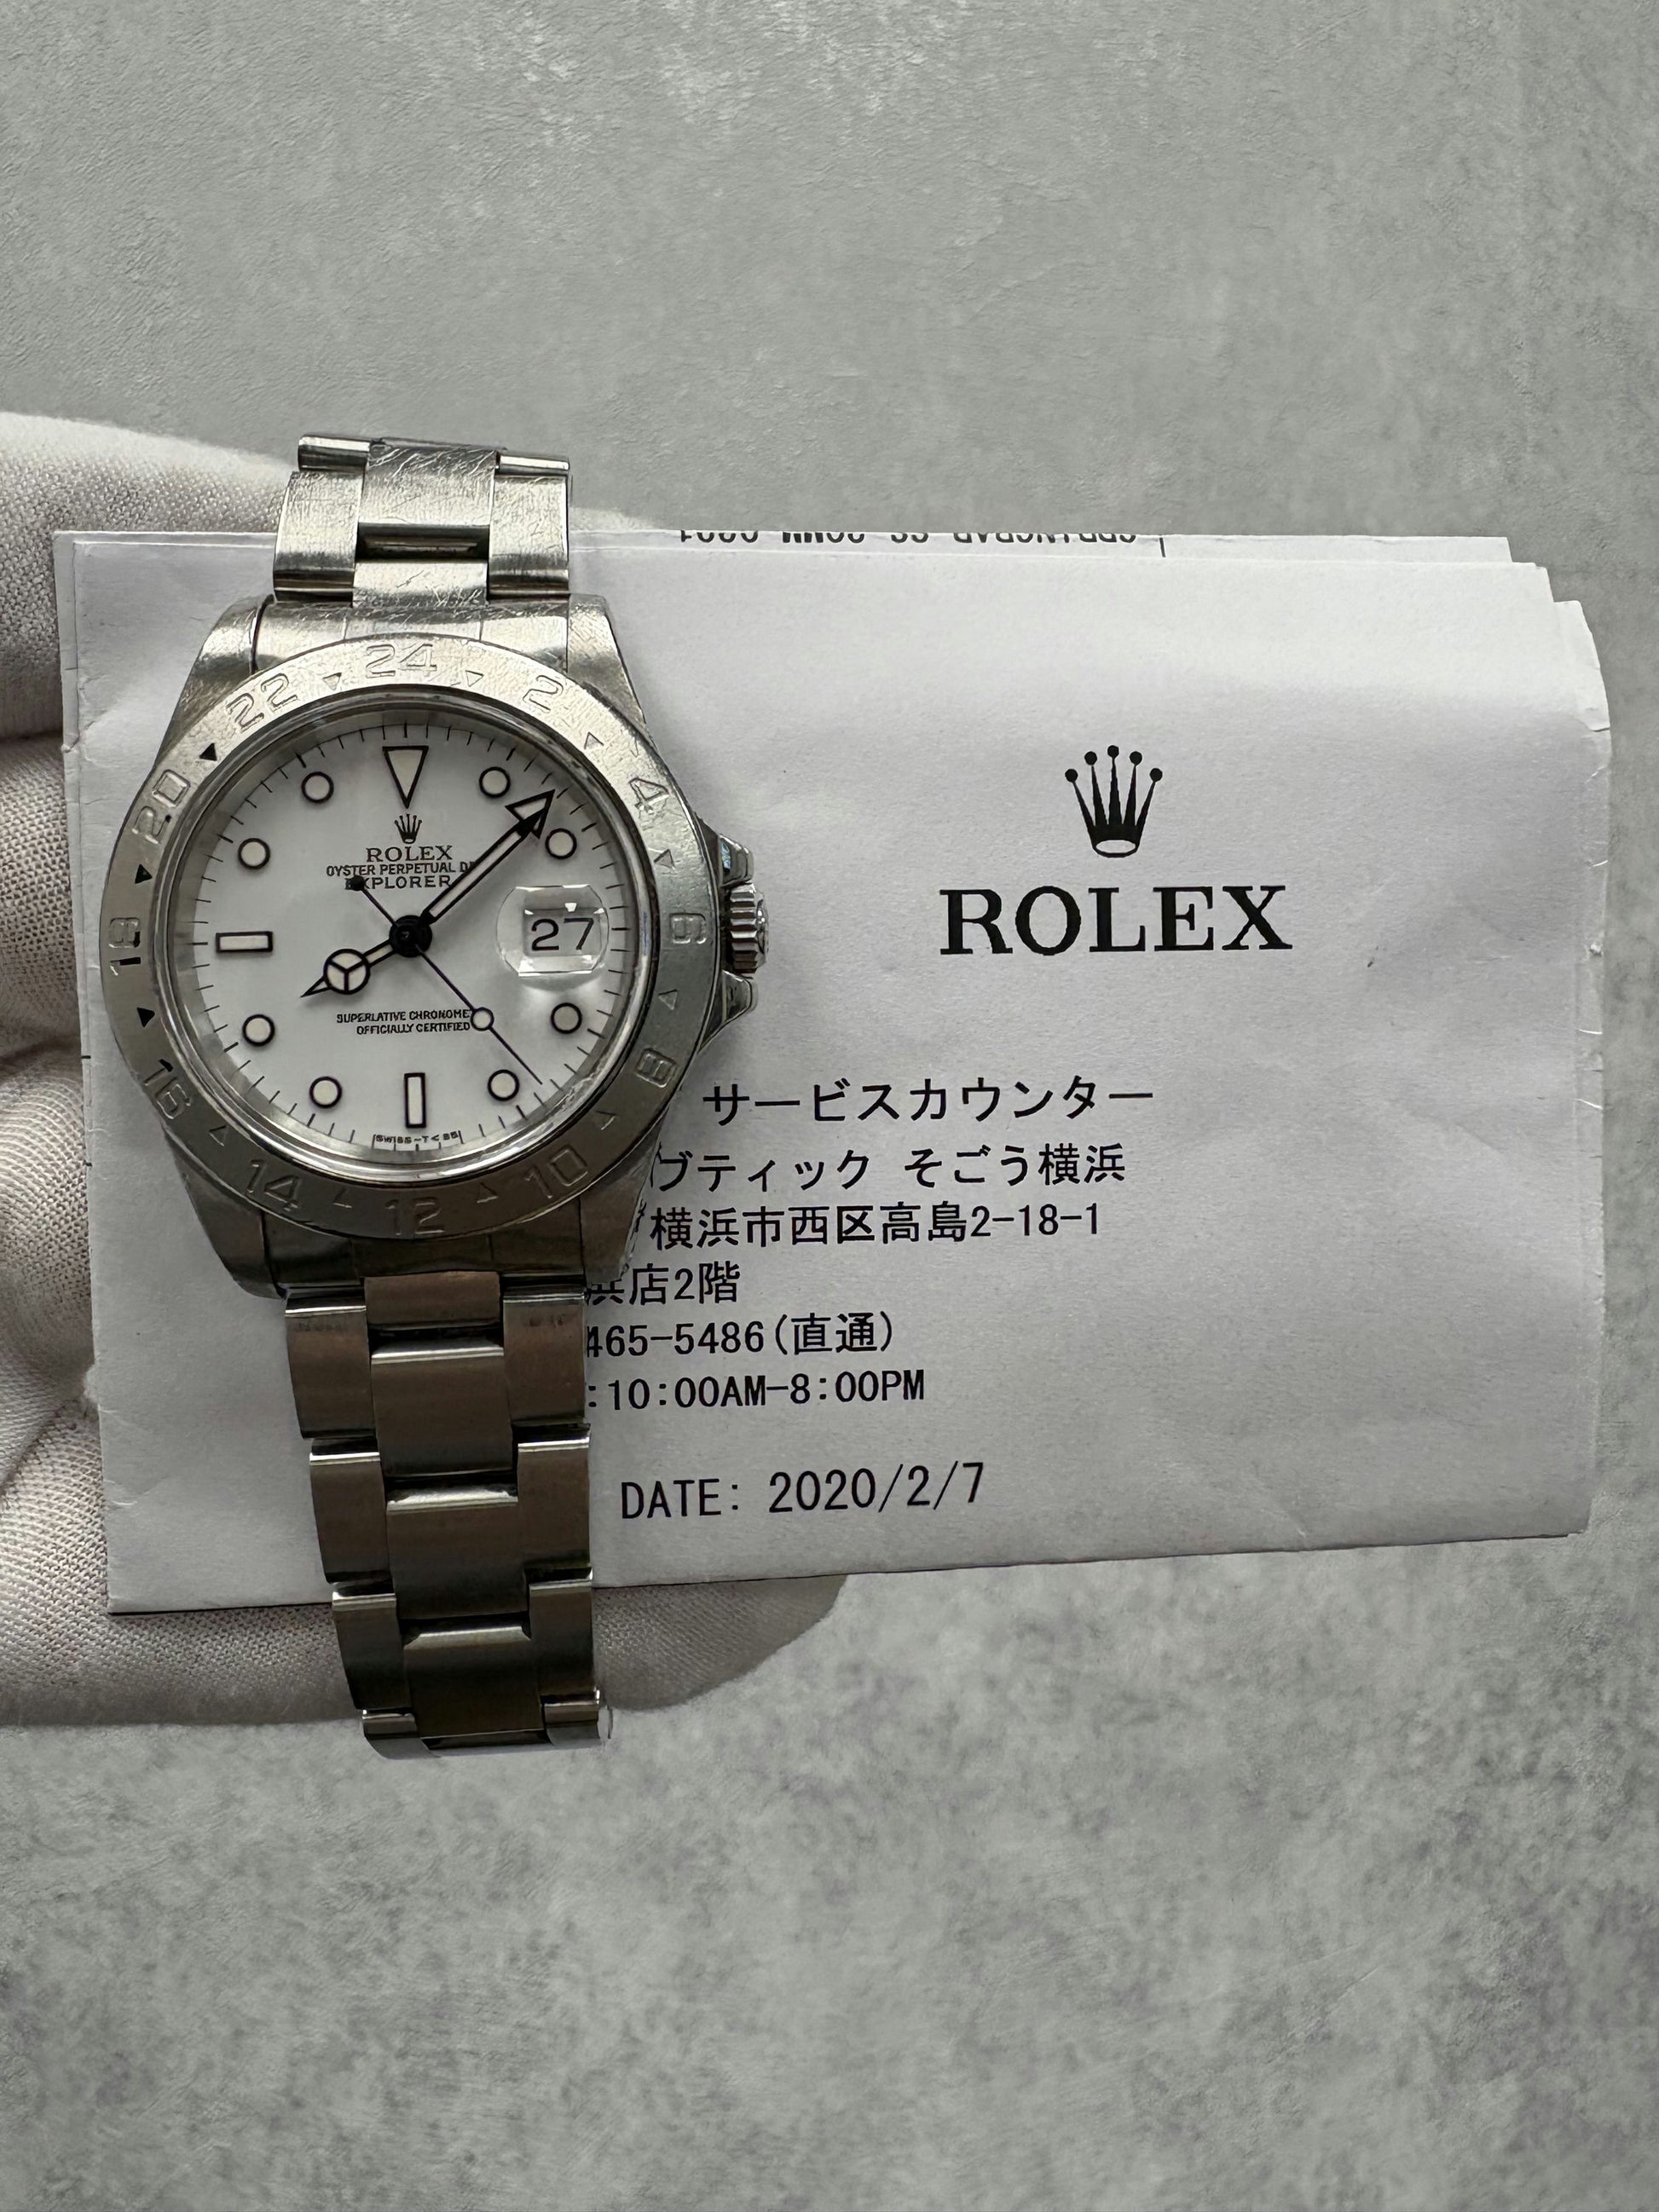 24
2
4
6
8
10
12
14
16
18
20
22
ROLEX
OYSTER PERPETUAL
EXPLORER
27
SUPERLATIVE
OFFICIALLY CERTIFIED
SWISS-T<25
ROLEX
サービスカウンター
ブティック そごう横浜
横浜市西区高島2-18-1
浜店2階
465-5486(直通)
:10:00AM-8:00PM
DATE: 2020/2/7